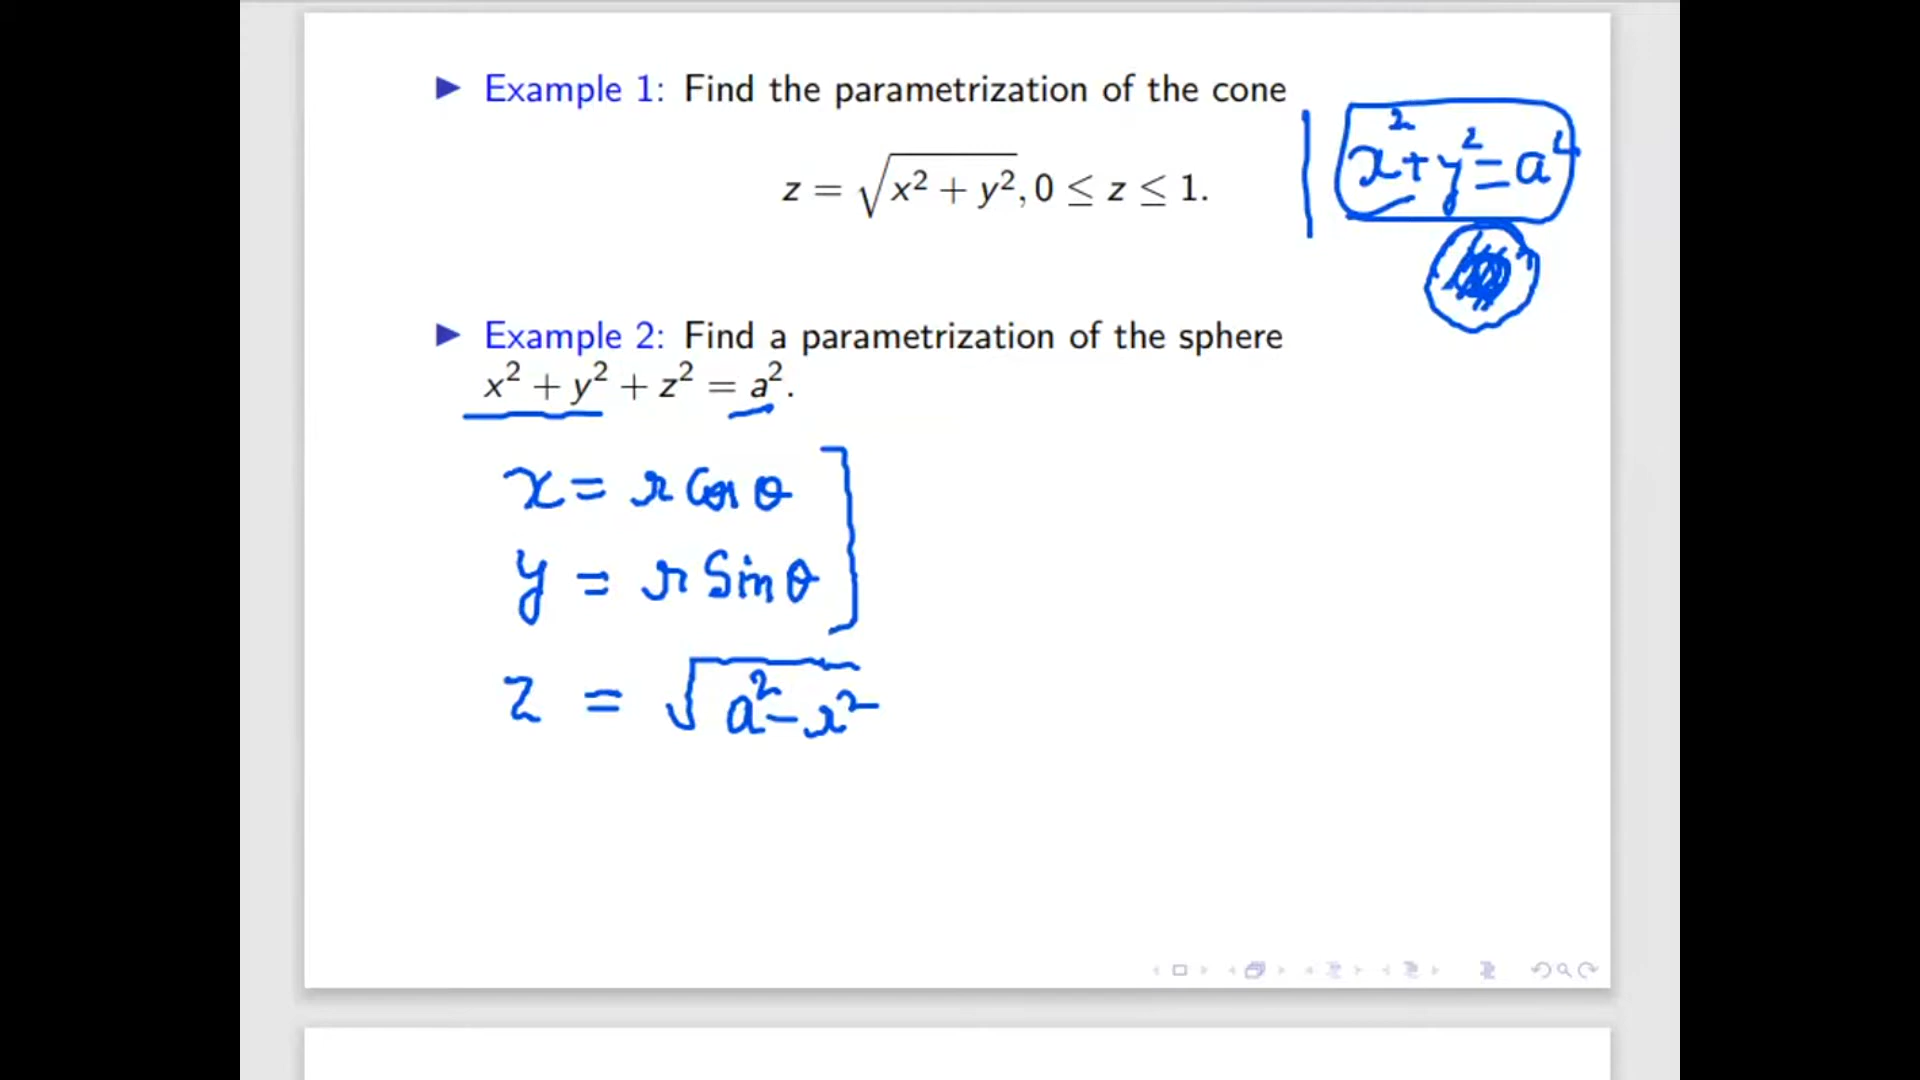 ▶ Example 1: Find the parametrization of the cone
z = √(x² + y²), 0 ≤ z ≤ 1.
x² + y² = a²
▶ Example 2: Find a parametrization of the sphere
x² + y² + z² = a².
x = r Cos θ
y = r Sin θ
z = √(a² - r²)